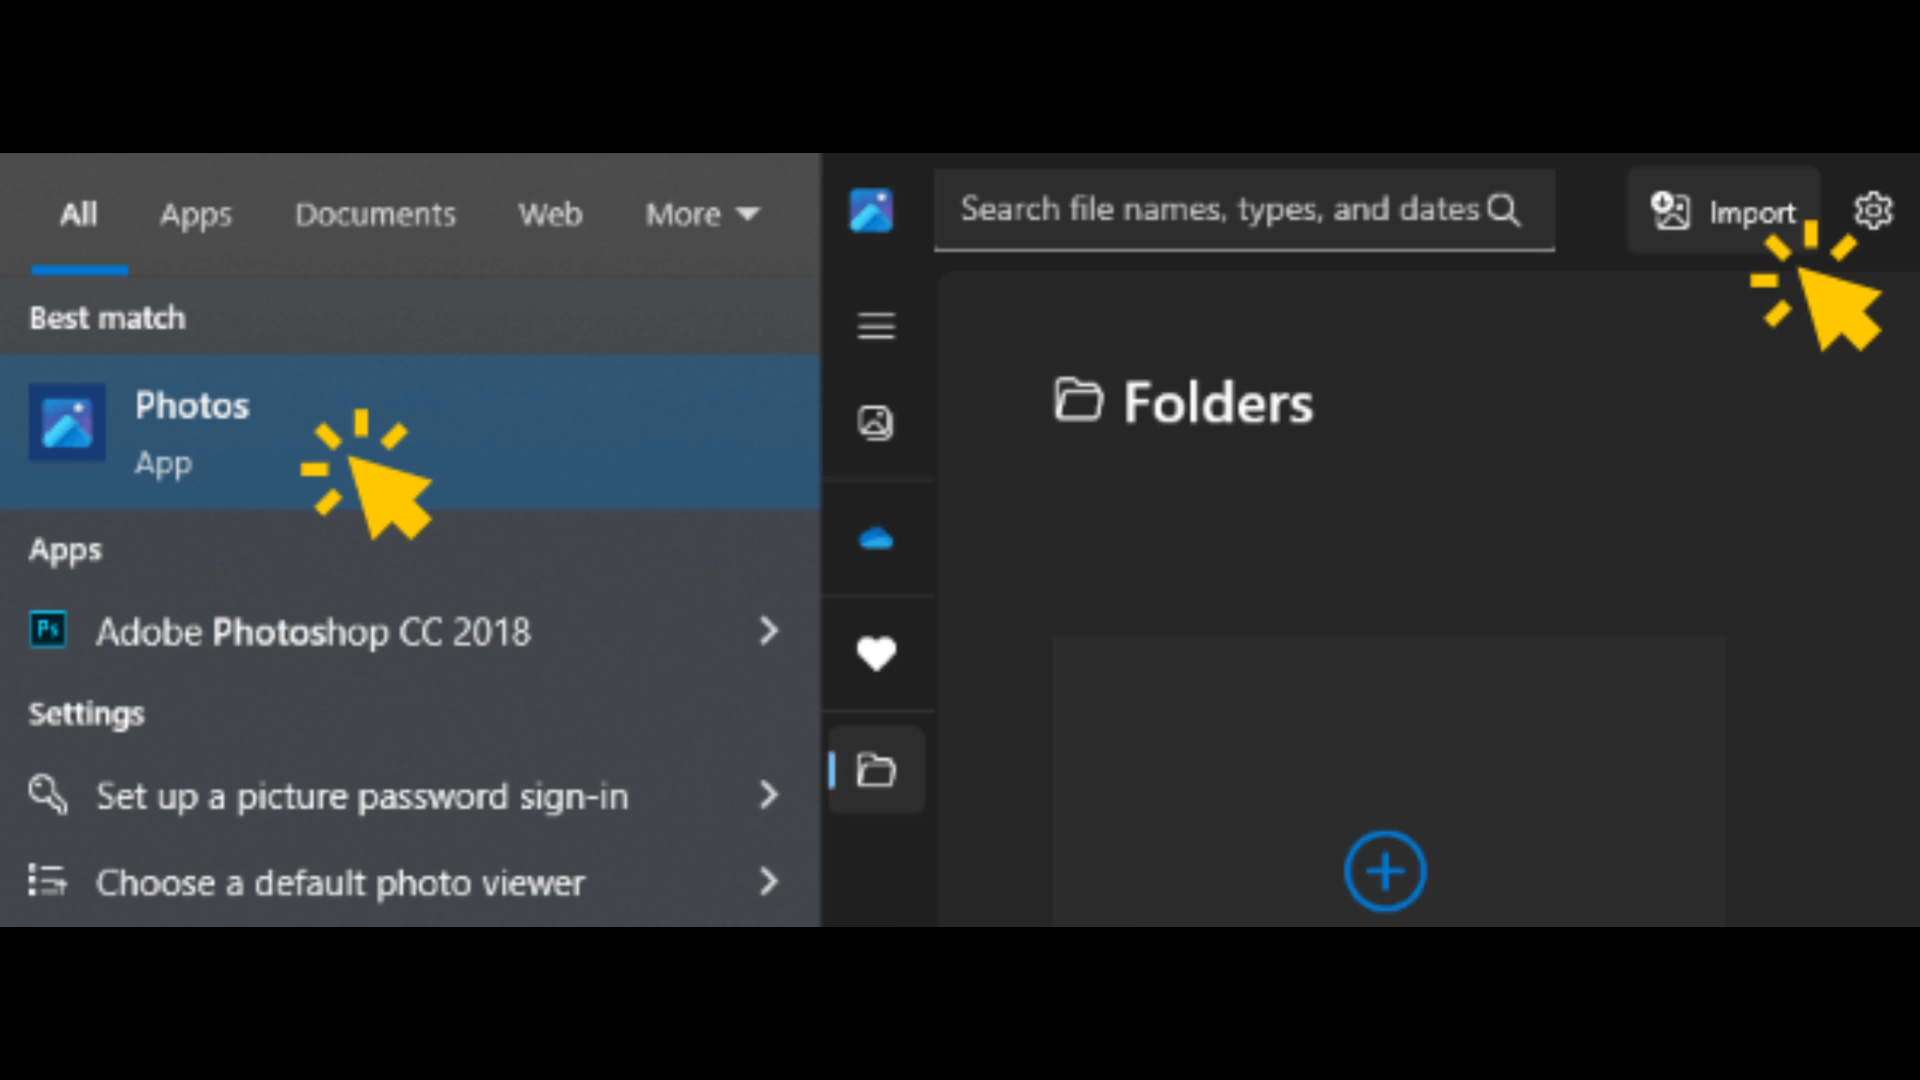 All Apps Documents Web More
Best match
Photos
App
Apps
Ps Adobe Photoshop CC 2018
Settings
Set up a picture password sign-in
Choose a default photo viewer
Search file names, types, and dates
Import
Folders